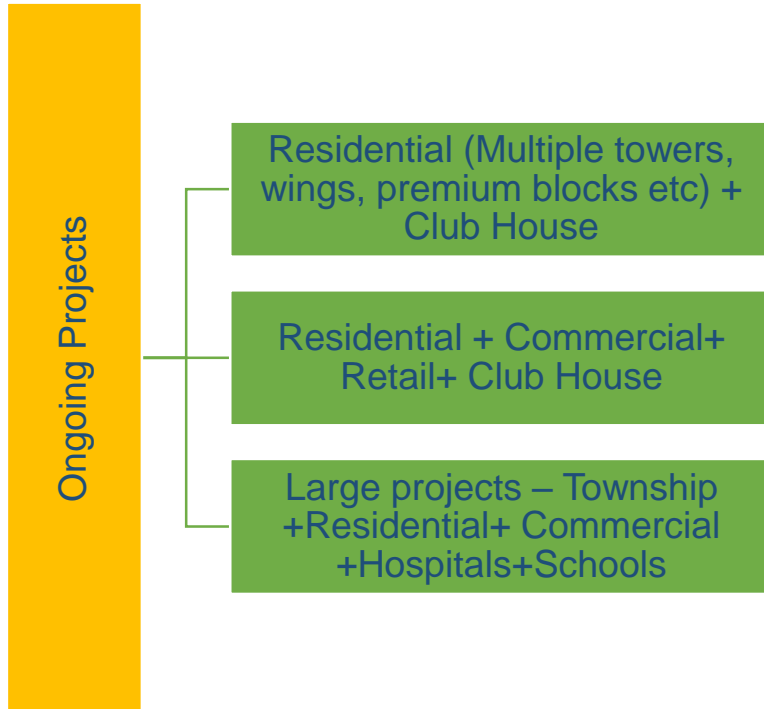 Ongoing Projects
Residential (Multiple towers,
wings, premium blocks etc) +
Club House
Residential + Commercial+
Retail+ Club House
Large projects – Township
+Residential+ Commercial
+Hospitals+Schools